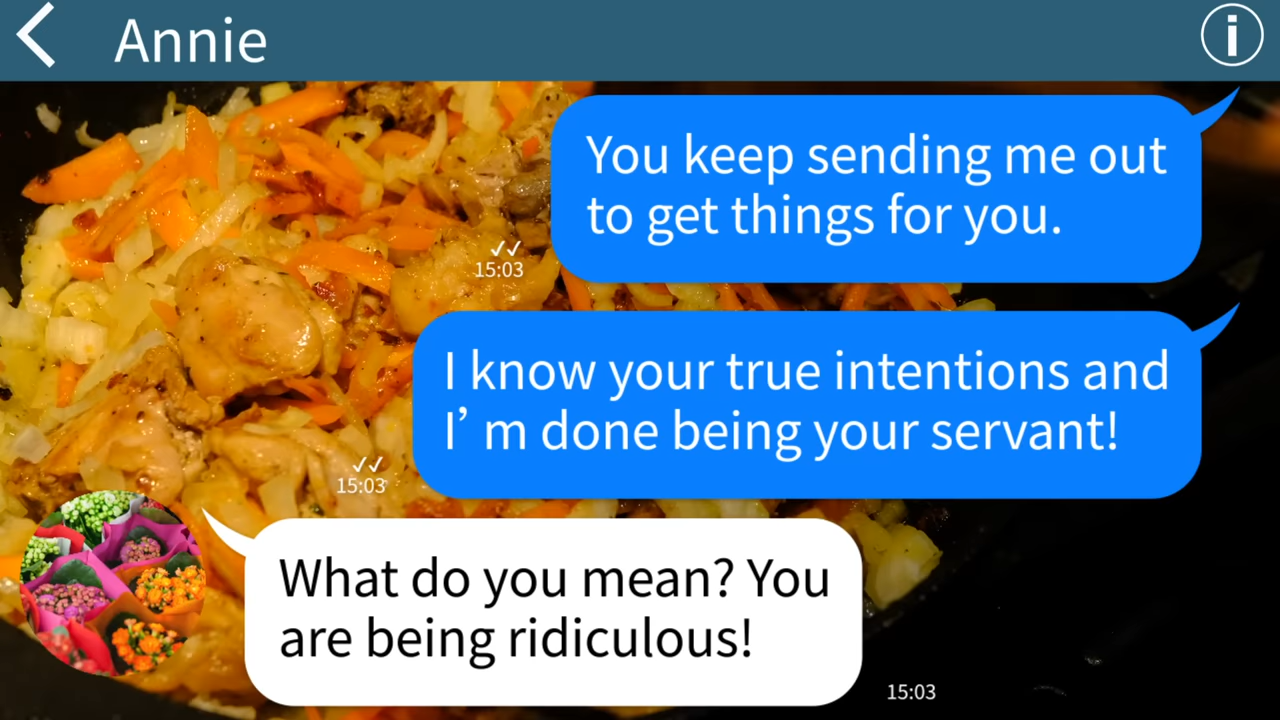 Annie
You keep sending me out
to get things for you.
15:03
I know your true intentions and
I’ m done being your servant!
15:03
What do you mean? You
are being ridiculous!
15:03